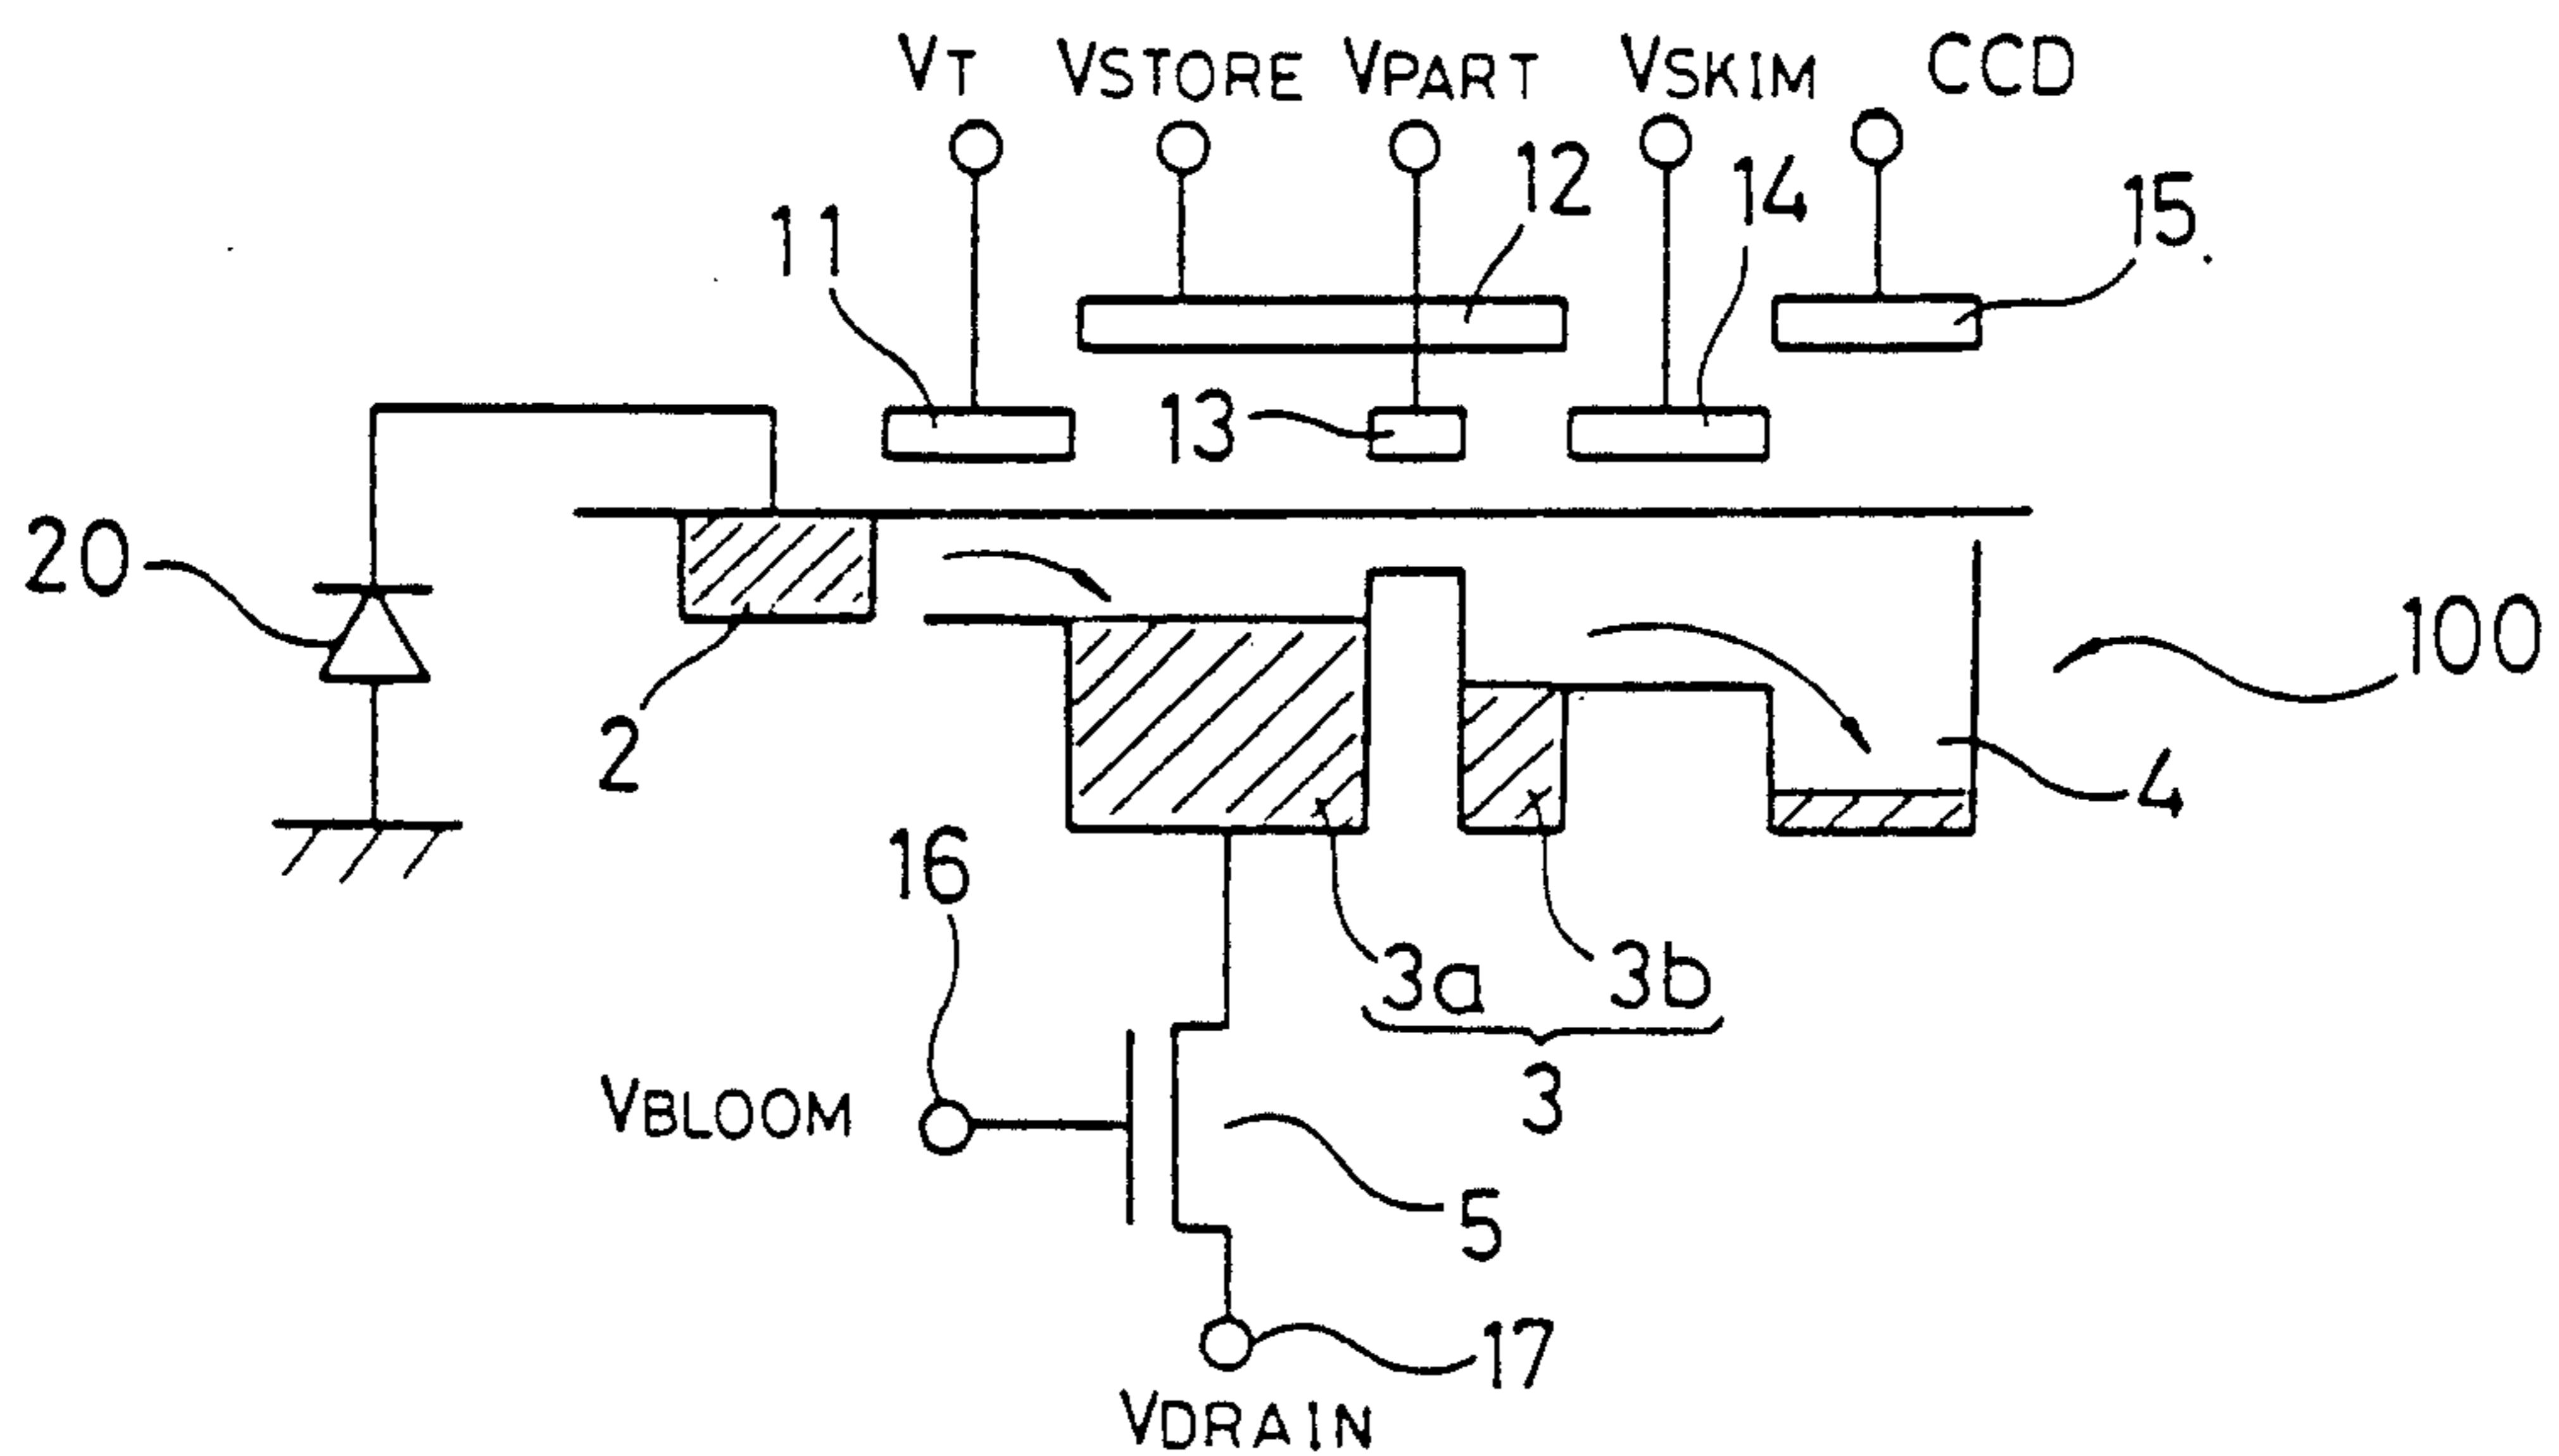 VT VSTORE VPART VSKIM CCD
11 12 14 15
13
20
2
100
4
16
3a 3b
3
VBLOOM
5
17
VDRAIN